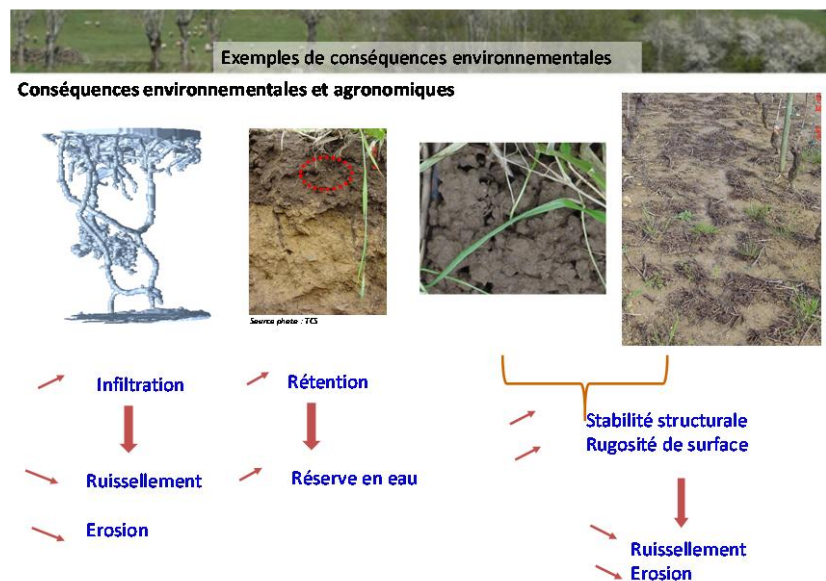 Exemples de conséquences environnementales
Conséquences environnementales et agronomiques
Source photo : TCS
Infiltration
Rétention
Stabilité structurale
Rugosité de surface
Ruissellement
Réserve en eau
Erosion
Ruissellement
Erosion